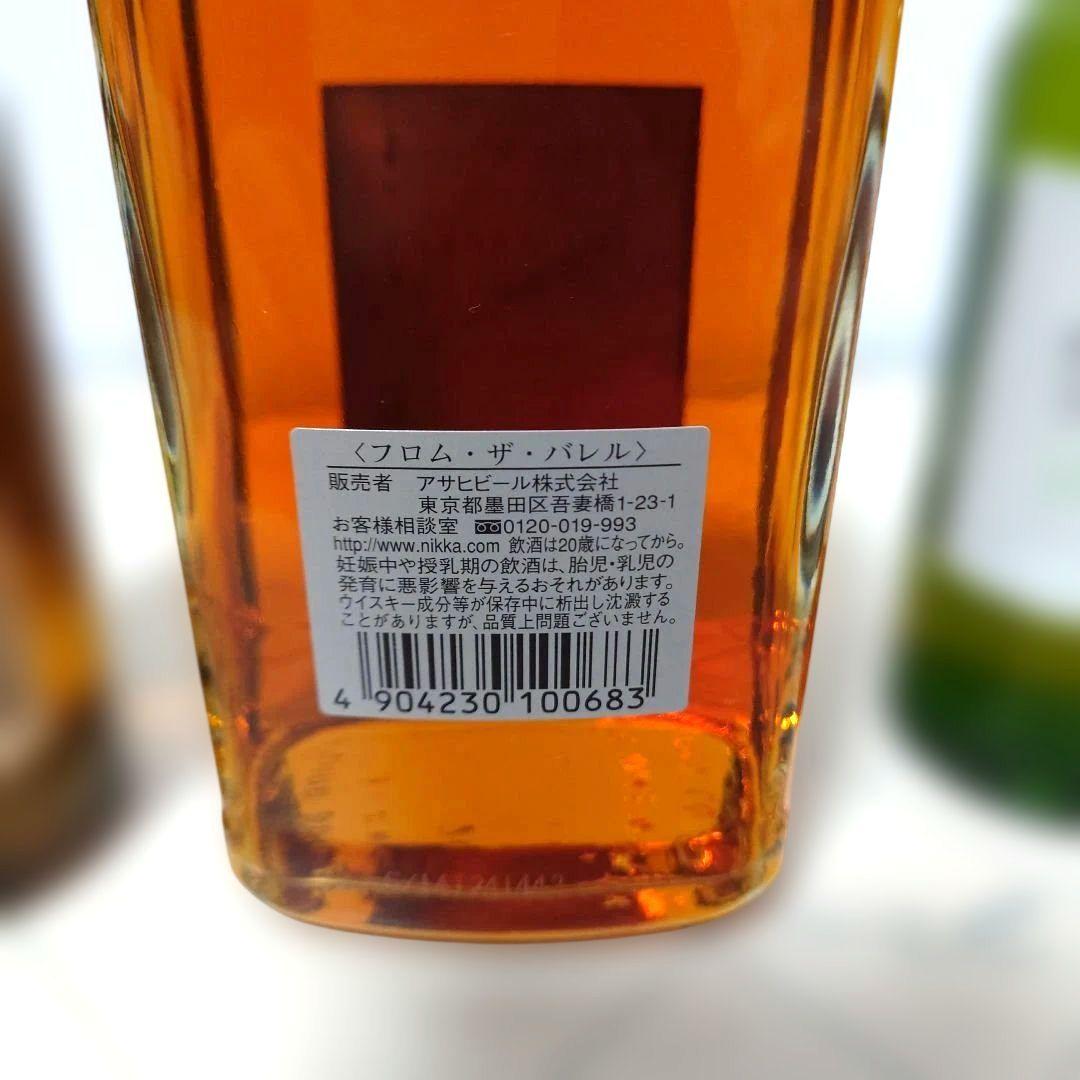 〈フロム・ザ・バレル〉
販売者 アサヒビール株式会社
東京都墨田区吾妻橋1-23-1
お客様相談室 0120-019-993
http://www.nikka.com 飲酒は20歳になってから。
妊娠中や授乳期の飲酒は、胎児・乳児の
発育に悪影響を与えるおそれがあります。
ウイスキー成分等が保存中に析出し沈澱する
ことがありますが、品質上問題ございません。
4 904230 100683